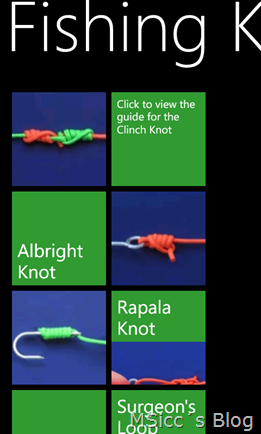 Fishing K
Click to view the
guide for the
Clinch Knot
Albright
Knot
Rapala
Knot
Surgeon's
Loop
MSicc`s Blog